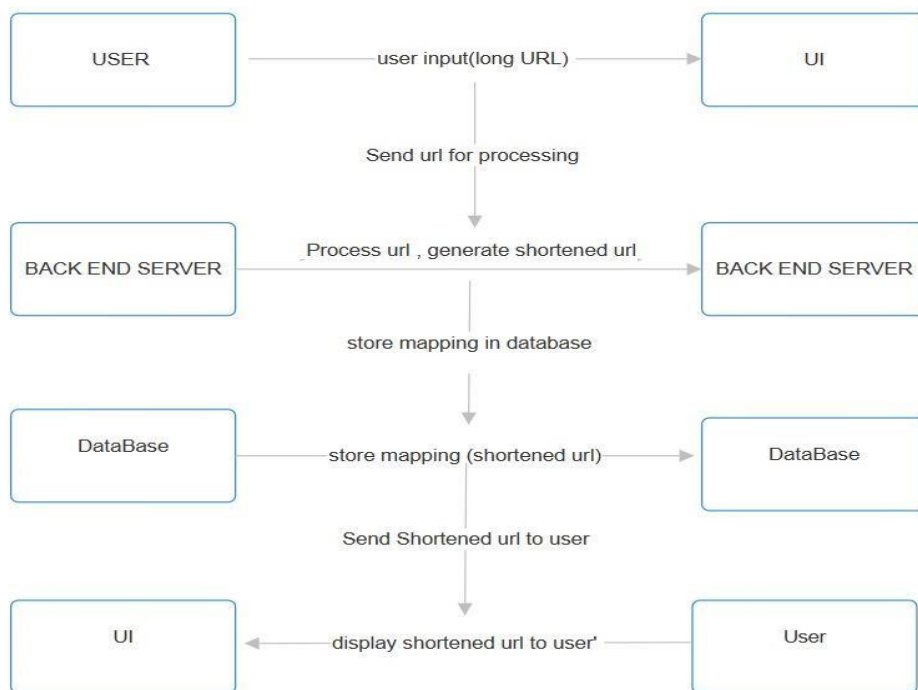 USER
user input(long URL)
UI
Send url for processing
BACK END SERVER
Process url , generate shortened url
BACK END SERVER
store mapping in database
DataBase
store mapping (shortened url)
DataBase
Send Shortened url to user
UI
display shortened url to user'
User